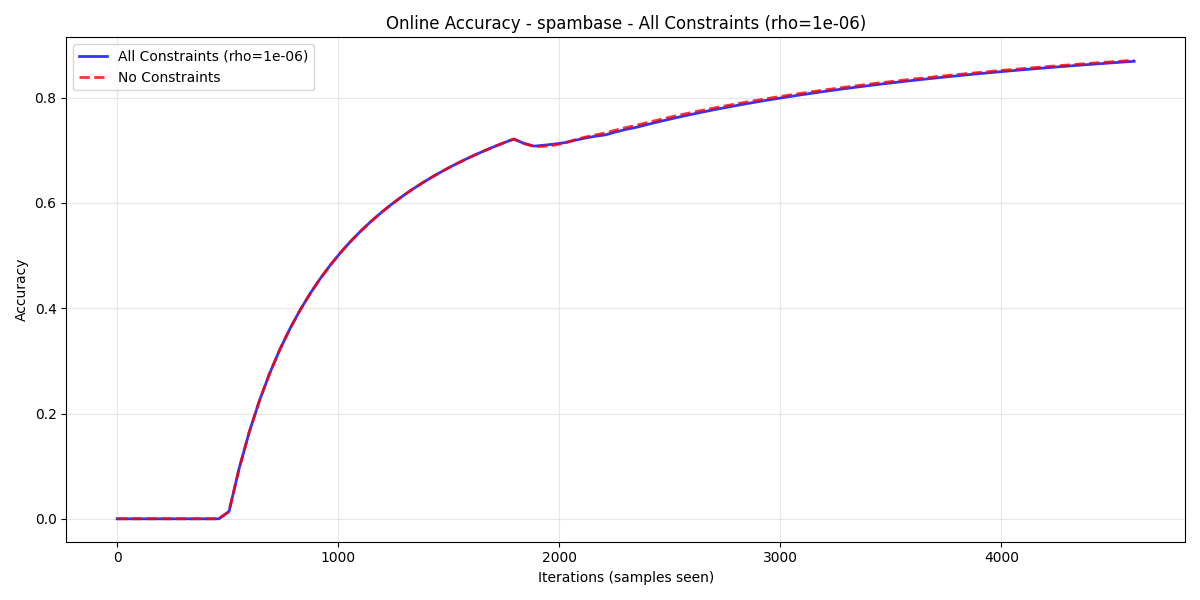 Online Accuracy - spambase - All Constraints (rho=1e-06)
All Constraints (rho=1e-06)
No Constraints
Accuracy
0.8
0.6
0.4
0.2
0.0
0 1000 2000 3000 4000
Iterations (samples seen)